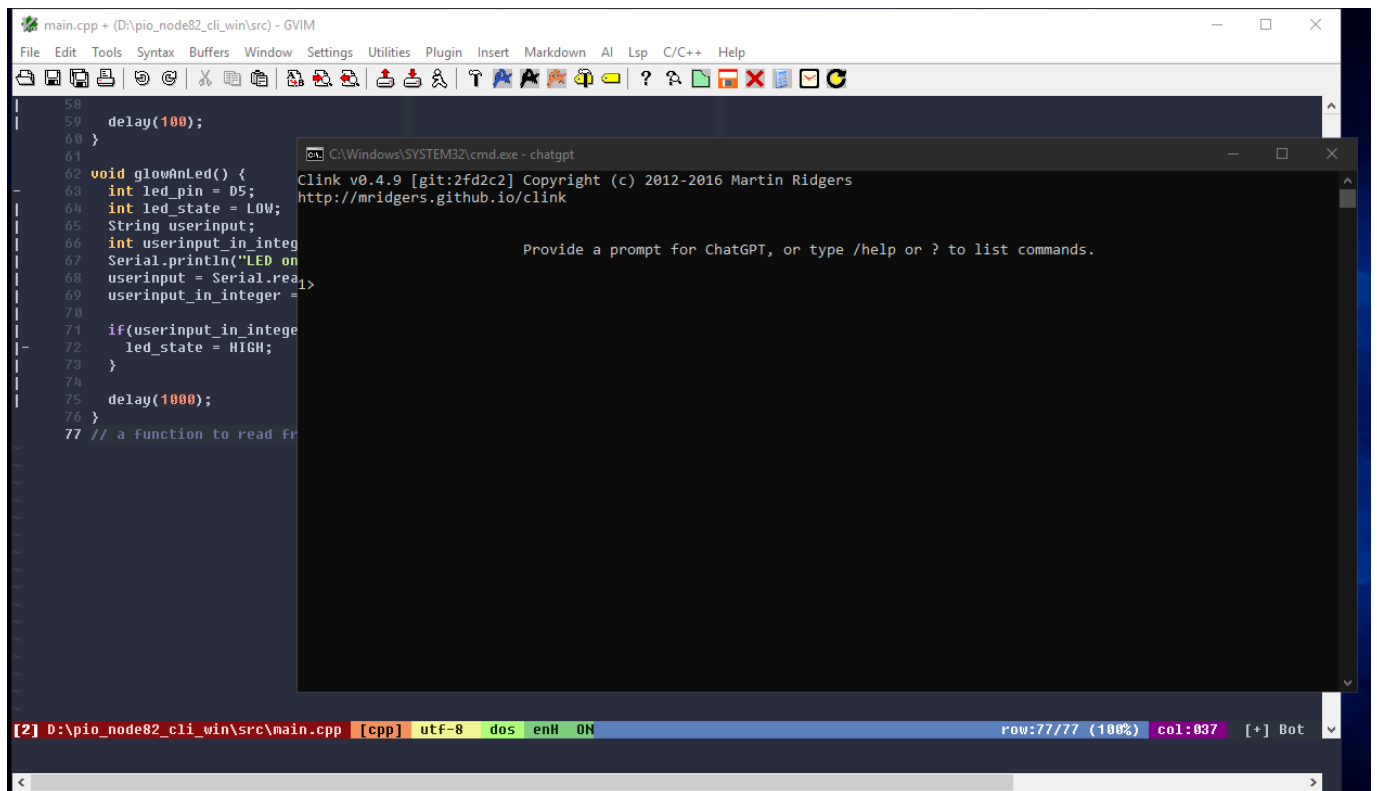 main.cpp + (D:\pio_node82_cli_win\src) - GVIM
File Edit Tools Syntax Buffers Window Settings Utilities Plugin Insert Markdown AI Lsp C/C++ Help
58
59 delay(100);
60 }
61
62 void glowAnLed() {
63 int led_pin = D5;
64 int led_state = LOW;
65 String userinput;
66 int userinput_in_integ
67 Serial.println("LED on
68 userinput = Serial.rea
69 userinput_in_integer =
70
71 if(userinput_in_intege
72 led_state = HIGH;
73 }
74
75 delay(1000);
76 }
77 // a function to read fr
C:\Windows\SYSTEM32\cmd.exe - chatgpt
Clink v0.4.9 [git:2fd2c2] Copyright (c) 2012-2016 Martin Ridgers
http://mridgers.github.io/clink
Provide a prompt for ChatGPT, or type /help or ? to list commands.
1>
[2] D:\pio_node82_cli_win\src\main.cpp [cpp] utf-8 dos enH ON row:77/77 (100%) col:037 [+] Bot